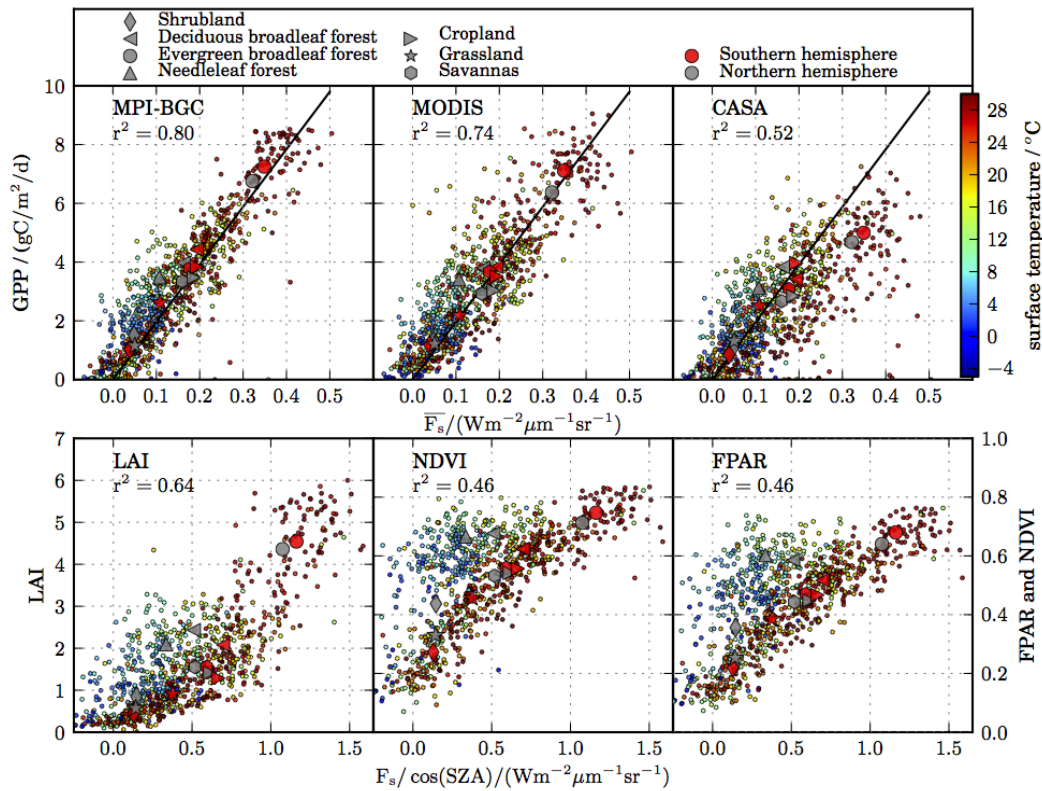 Shrubland
Deciduous broadleaf forest
Evergreen broadleaf forest
Needleleaf forest
Cropland
Grassland
Savannas
Southern hemisphere
Northern hemisphere
MPI-BGC
r² = 0.80
MODIS
r² = 0.74
CASA
r² = 0.52
10
8
6
4
2
0
GPP / (gC/m²/d)
0.0 0.1 0.2 0.3 0.4 0.5
0.0 0.1 0.2 0.3 0.4 0.5
0.0 0.1 0.2 0.3 0.4 0.5
F̅s̅/(Wm⁻²μm⁻¹sr⁻¹)
28
24
20
16
12
8
4
0
−4
surface temperature / °C
LAI
r² = 0.64
NDVI
r² = 0.46
FPAR
r² = 0.46
7
6
5
4
3
2
1
0
LAI
0.0 0.5 1.0 1.5
0.0 0.5 1.0 1.5
0.0 0.5 1.0 1.5
Fₛ/ cos(SZA)/(Wm⁻²μm⁻¹sr⁻¹)
1.0
0.8
0.6
0.4
0.2
0.0
FPAR and NDVI